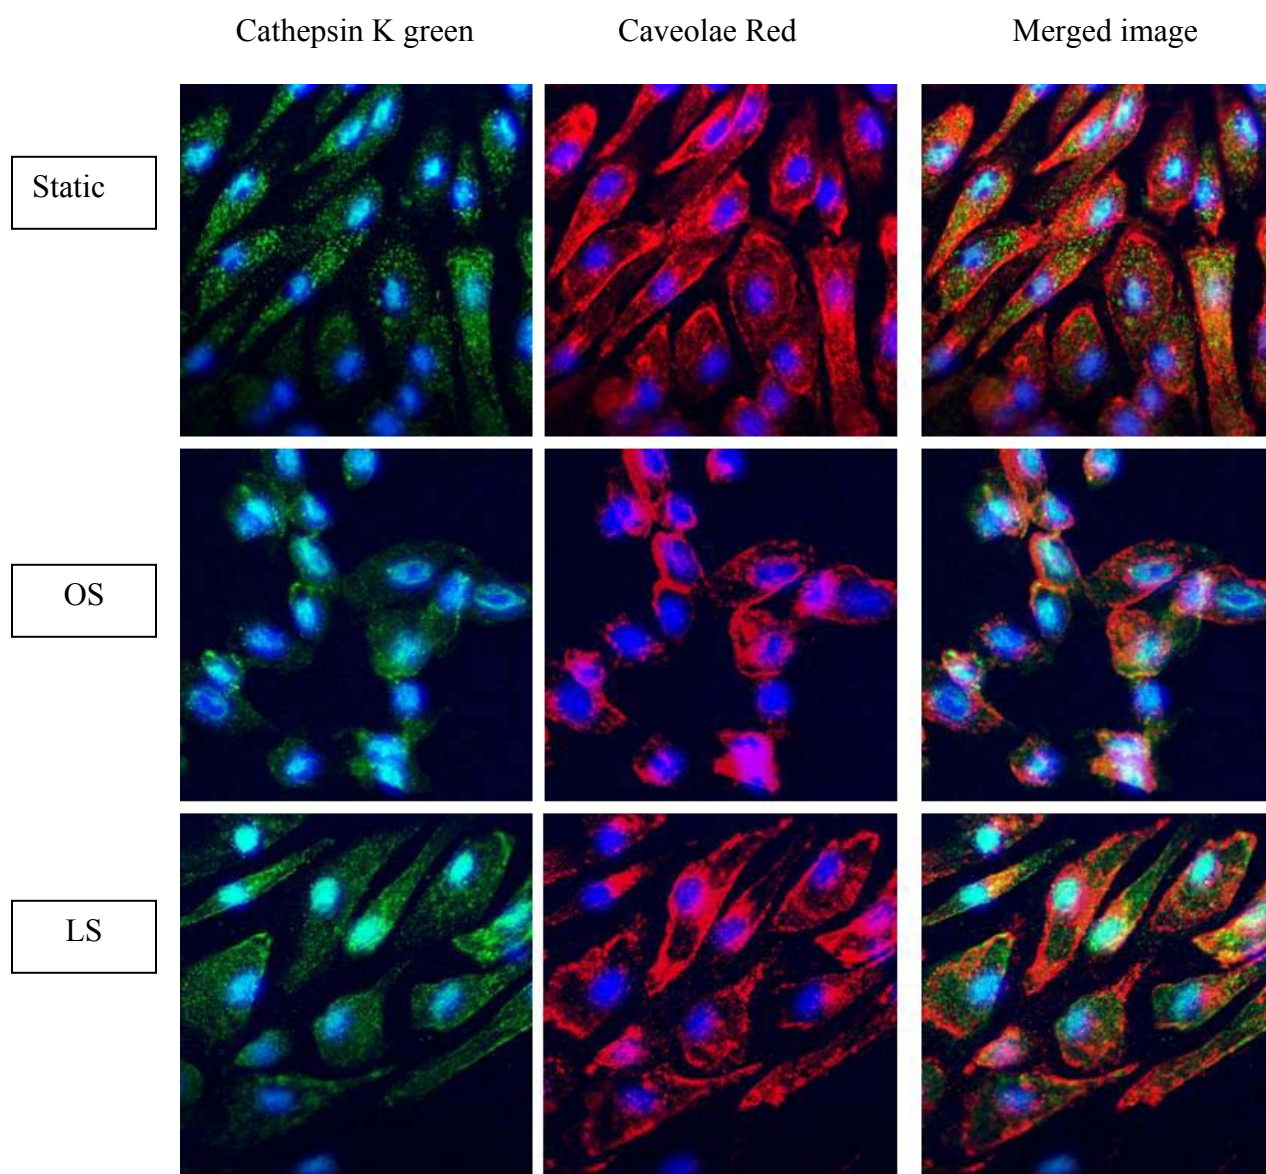 Cathepsin K green
Caveolae Red
Merged image
Static
OS
LS